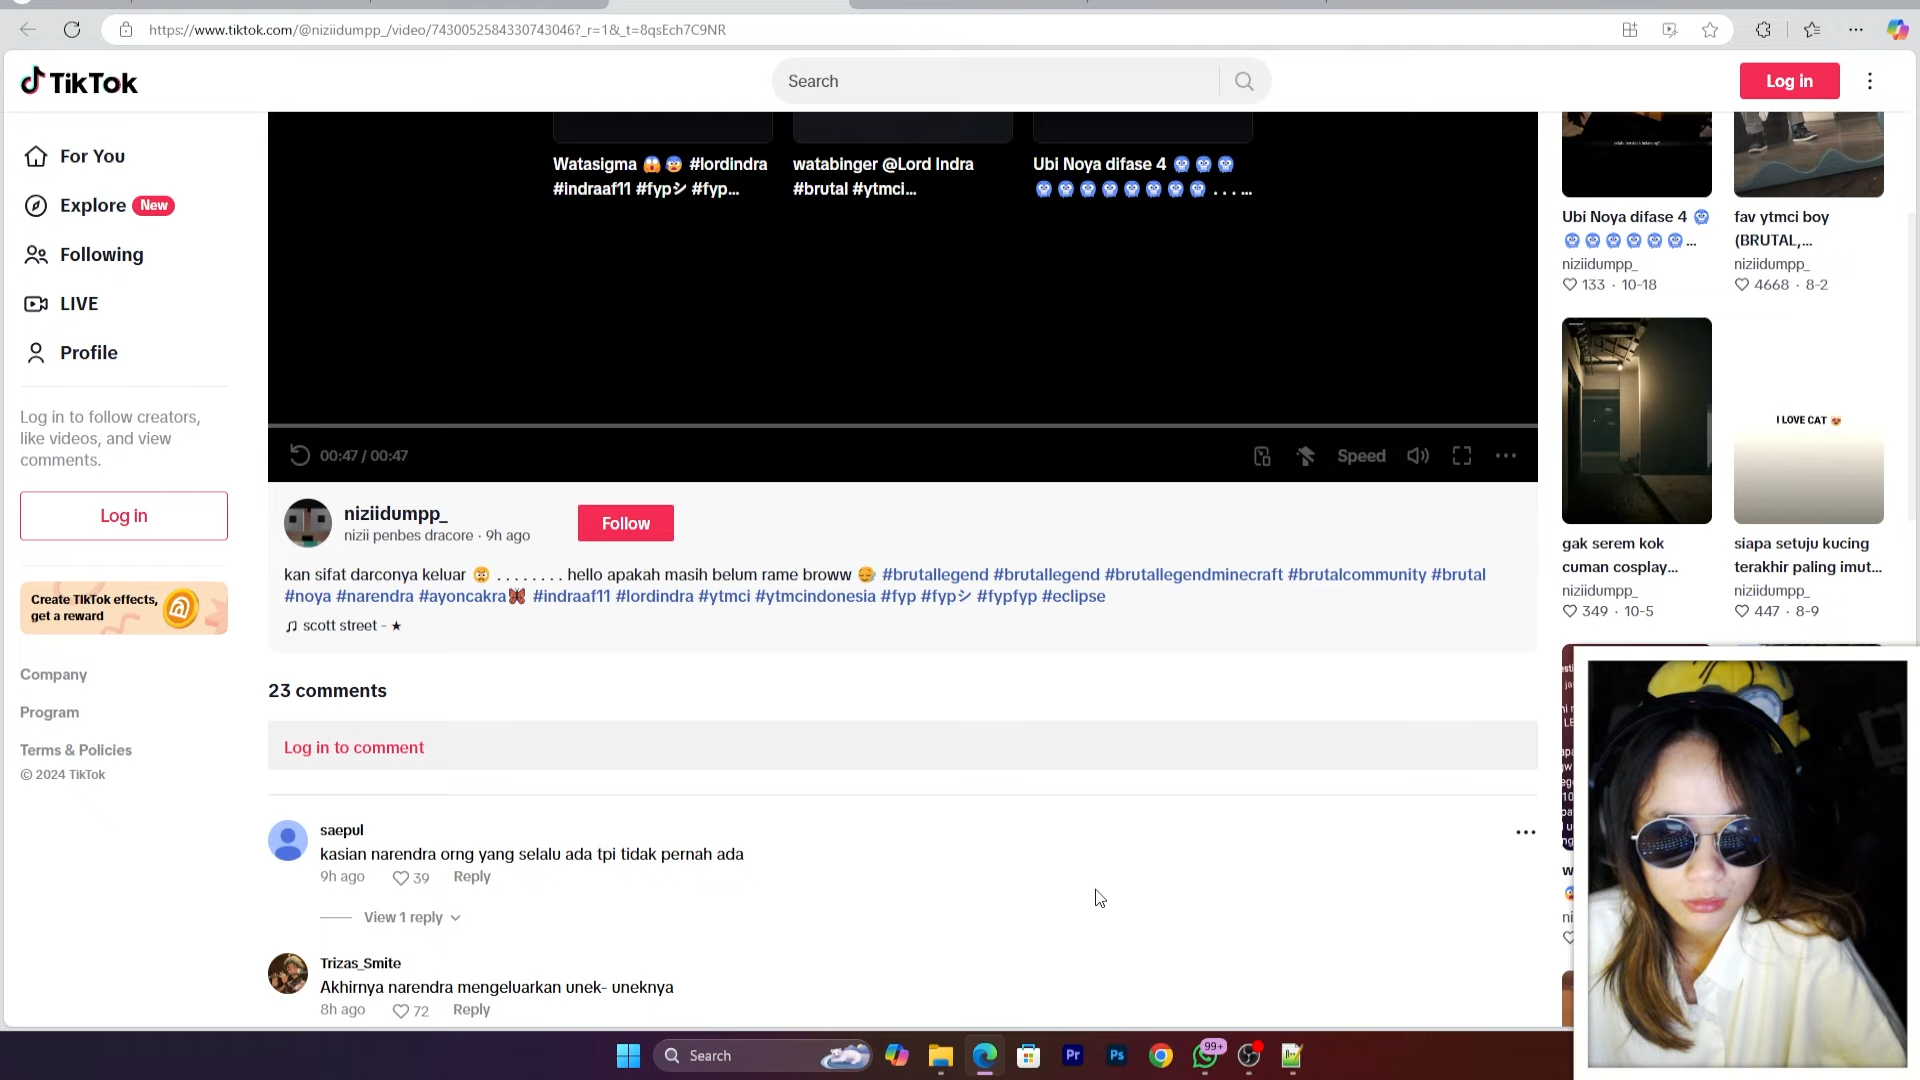 https://www.tiktok.com/@niziidumpp_/video/7430052584330743046?_r=1&_t=8qsEch7C9NR
TikTok
Search
Log in
For You
Explore New
Following
LIVE
Profile
Log in to follow creators,
like videos, and view
comments.
Log in
Create TikTok effects,
get a reward
Company
Program
Terms & Policies
© 2024 TikTok
Watasigma 😱😨 #lordindra
#indraaf11 #fypシ #fyp...
watabinger @Lord Indra
#brutal #ytmci...
Ubi Noya difase 4 🥶🥶🥶
🥶🥶🥶🥶🥶🥶🥶🥶 . . . ...
00:47 / 00:47
Speed
niziidumpp_
nizii penbes dracore · 9h ago
Follow
kan sifat darconya keluar 😡 . . . . . . . . hello apakah masih belum rame broww 😅 #brutallegend #brutallegend #brutallegendminecraft #brutalcommunity #brutal
#noya #narendra #ayoncakra🦋 #indraaf11 #lordindra #ytmci #ytmcindonesia #fyp #fypシ #fypfyp #eclipse
♫ scott street - ★
23 comments
Log in to comment
saepul
kasian narendra orng yang selalu ada tpi tidak pernah ada
9h ago 39 Reply
View 1 reply
Trizas_Smite
Akhirnya narendra mengeluarkan unek- uneknya
8h ago 72 Reply
Ubi Noya difase 4 🥶
🥶🥶🥶🥶🥶🥶...
niziidumpp_
133 · 10-18
fav ytmci boy
(BRUTAL,...
niziidumpp_
4668 · 8-2
I LOVE CAT 😻
gak serem kok
cuman cosplay...
niziidumpp_
349 · 10-5
siapa setuju kucing
terakhir paling imut...
niziidumpp_
447 · 8-9
Search
Pr
Ps
99+